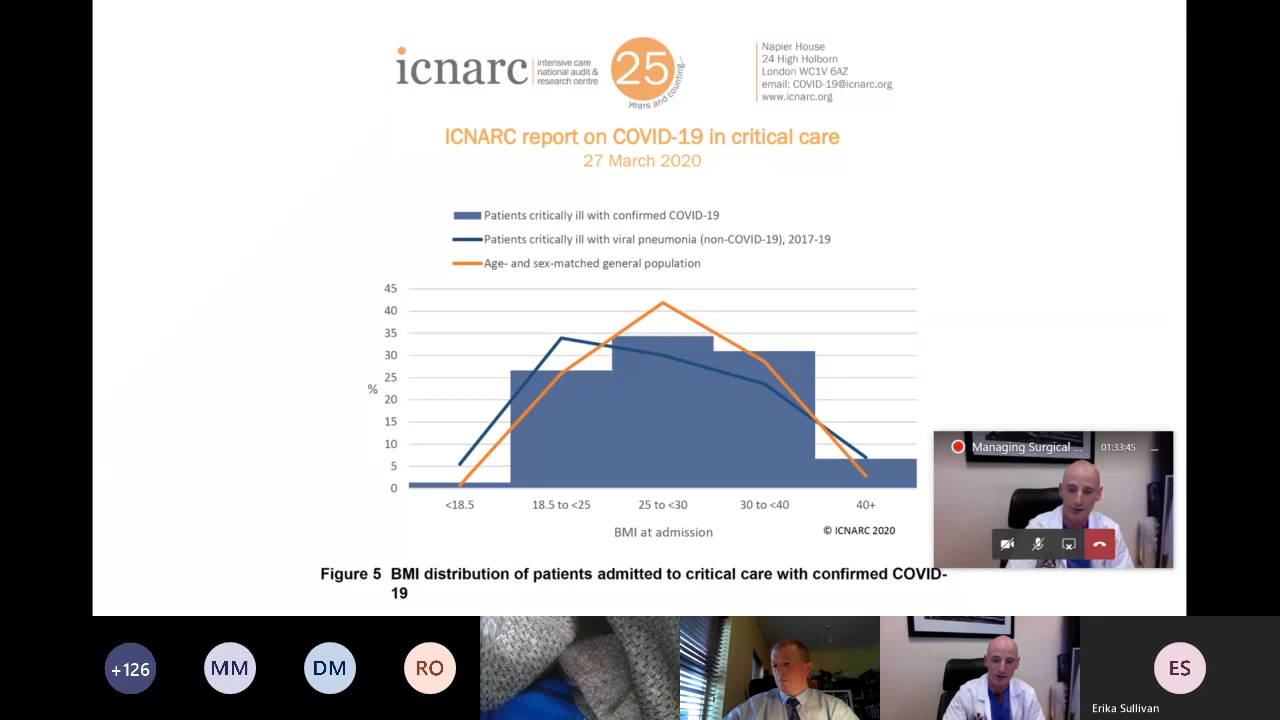 icnarc
intensive care
national audit &
research centre
25
years and counting...
Napier House
24 High Holborn
London WC1V 6AZ
email: COVID-19@icnarc.org
www.icnarc.org
ICNARC report on COVID-19 in critical care
27 March 2020
Patients critically ill with confirmed COVID-19
Patients critically ill with viral pneumonia (non-COVID-19), 2017-19
Age- and sex-matched general population
45
40
35
30
25
%
20
15
10
5
0
<18.5 18.5 to <25 25 to <30 30 to <40 40+
BMI at admission
© ICNARC 2020
Figure 5 BMI distribution of patients admitted to critical care with confirmed COVID-
19
Managing Surgical ... 01:33:45
+126 MM DM RO ES
Erika Sullivan